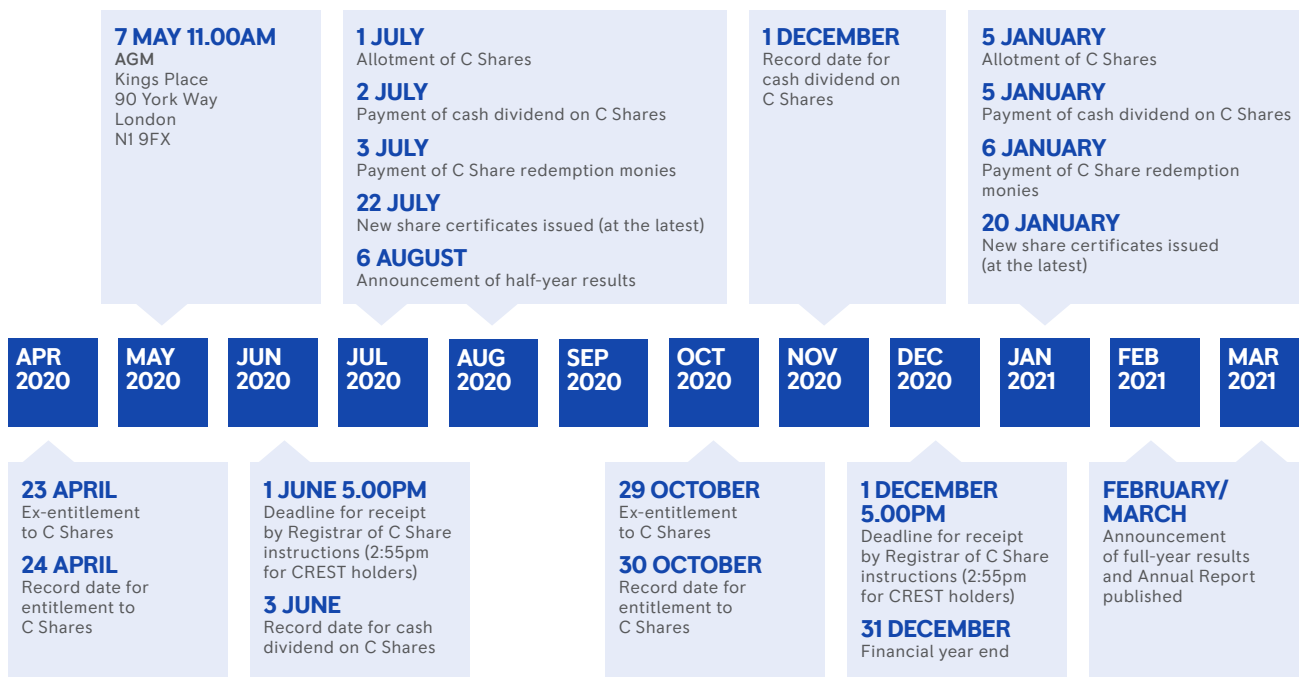 7 MAY 11.00AM
AGM
Kings Place
90 York Way
London
N1 9FX
1 JULY
Allotment of C Shares
2 JULY
Payment of cash dividend on C Shares
3 JULY
Payment of C Share redemption monies
22 JULY
New share certificates issued (at the latest)
6 AUGUST
Announcement of half-year results
1 DECEMBER
Record date for
cash dividend on
C Shares
5 JANUARY
Allotment of C Shares
5 JANUARY
Payment of cash dividend on C Shares
6 JANUARY
Payment of C Share redemption
monies
20 JANUARY
New share certificates issued
(at the latest)
APR
2020
MAY
2020
JUN
2020
JUL
2020
AUG
2020
SEP
2020
OCT
2020
NOV
2020
DEC
2020
JAN
2021
FEB
2021
MAR
2021
23 APRIL
Ex-entitlement
to C Shares
24 APRIL
Record date for
entitlement to
C Shares
1 JUNE 5.00PM
Deadline for receipt
by Registrar of C Share
instructions (2:55pm
for CREST holders)
3 JUNE
Record date for cash
dividend on C Shares
29 OCTOBER
Ex-entitlement
to C Shares
30 OCTOBER
Record date for
entitlement to
C Shares
1 DECEMBER
5.00PM
Deadline for receipt
by Registrar of C Share
instructions (2:55pm
for CREST holders)
31 DECEMBER
Financial year end
FEBRUARY/
MARCH
Announcement
of full-year results
and Annual Report
published